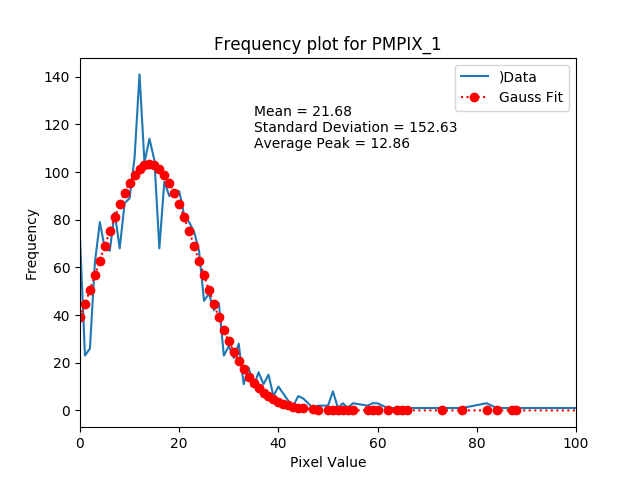 Frequency plot for PMPIX_1
)Data
Gauss Fit
Mean = 21.68
Standard Deviation = 152.63
Average Peak = 12.86
Frequency
140
120
100
80
60
40
20
0
0 20 40 60 80 100
Pixel Value